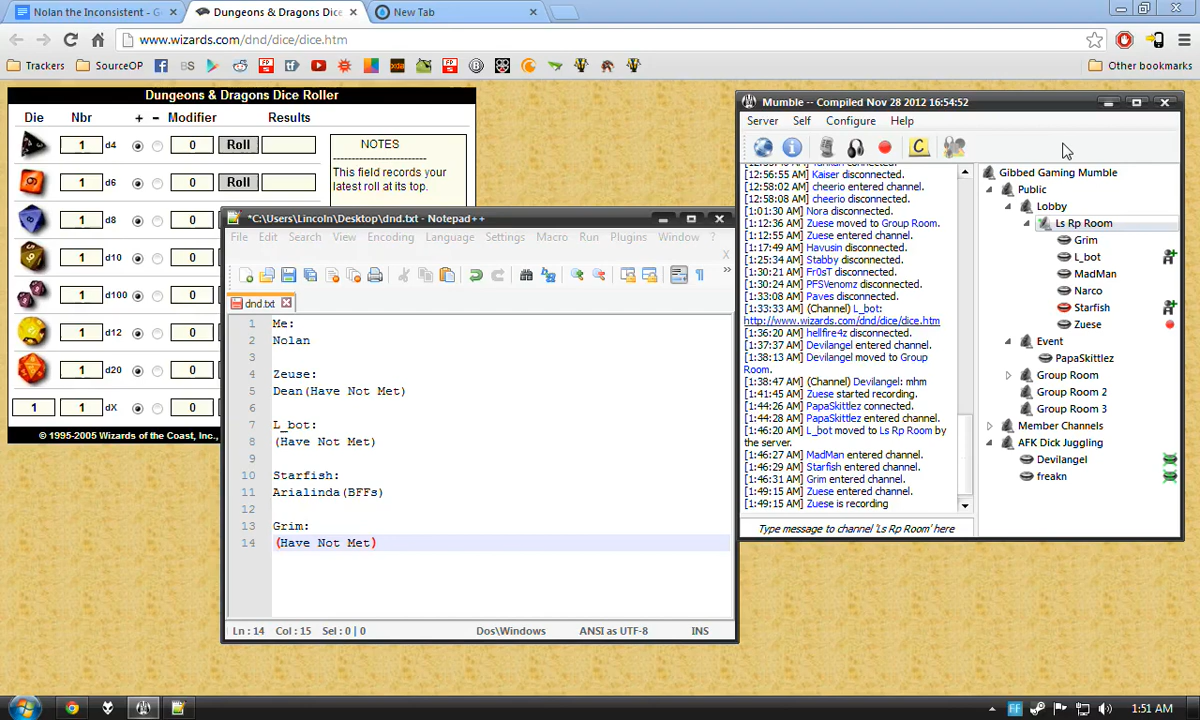 Nolan the Inconsistent - G
Dungeons & Dragons Dice
New Tab
www.wizards.com/dnd/dice/dice.htm
Trackers
SourceOP
BS
Other bookmarks
Dungeons & Dragons Dice Roller
Die Nbr + - Modifier Results
1 d4 0 Roll
1 d6 0 Roll
1 d8 0
1 d10 0
1 d100 0
1 d12 0
1 d20 0
1 1 dX 0
© 1995-2005 Wizards of the Coast, Inc.,
NOTES
--------------------------
This field records your
latest roll at its top.
*C:\Users\Lincoln\Desktop\dnd.txt - Notepad++
File Edit Search View Encoding Language Settings Macro Run Plugins Window ?
dnd.txt
1 Me:
2 Nolan
3
4 Zeuse:
5 Dean(Have Not Met)
6
7 L_bot:
8 (Have Not Met)
9
10 Starfish:
11 Arialinda(BFFs)
12
13 Grim:
14 (Have Not Met)
Ln : 14 Col : 15 Sel : 0 | 0 Dos\Windows ANSI as UTF-8 INS
Mumble -- Compiled Nov 28 2012 16:54:52
Server Self Configure Help
[12:56:55 AM] Kaiser disconnected.
[12:58:02 AM] cheerio entered channel.
[12:58:08 AM] cheerio disconnected.
[1:01:30 AM] Nora disconnected.
[1:12:36 AM] Zuese moved to Group Room.
[1:12:55 AM] Zuese entered channel.
[1:17:49 AM] Havusin disconnected.
[1:25:34 AM] Stabby disconnected.
[1:30:21 AM] Fr0sT disconnected.
[1:30:24 AM] PFSVenomz disconnected.
[1:33:08 AM] Paves disconnected.
[1:33:33 AM] (Channel) L_bot:
http://www.wizards.com/dnd/dice/dice.htm
[1:36:20 AM] hellfire4z disconnected.
[1:37:37 AM] Devilangel entered channel.
[1:38:13 AM] Devilangel moved to Group
Room.
[1:38:47 AM] (Channel) Devilangel: mhm
[1:41:45 AM] Zuese started recording.
[1:44:26 AM] PapaSkittlez connected.
[1:44:28 AM] PapaSkittlez entered channel.
[1:46:20 AM] L_bot moved to Ls Rp Room by
the server.
[1:46:27 AM] MadMan entered channel.
[1:46:29 AM] Starfish entered channel.
[1:46:31 AM] Grim entered channel.
[1:49:15 AM] Zuese entered channel.
[1:49:15 AM] Zuese is recording
Type message to channel 'Ls Rp Room' here
Gibbed Gaming Mumble
Public
Lobby
Ls Rp Room
Grim
L_bot
MadMan
Narco
Starfish
Zuese
Event
PapaSkittlez
Group Room
Group Room 2
Group Room 3
Member Channels
AFK Dick Juggling
Devilangel
freakn
FF
1:51 AM